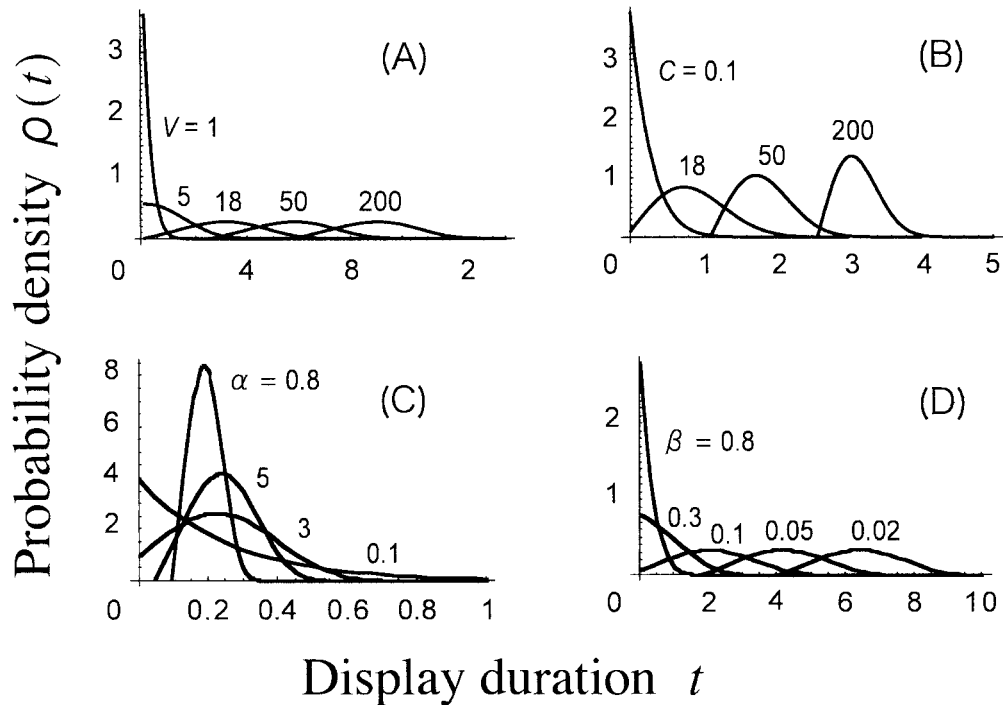 Probability density ρ(t)
(A)
3
2
1
V = 1
5 18 50 200
0 4 8 2
(B)
3
2
1
C = 0.1
18 50 200
0 1 2 3 4 5
(C)
8
6
4
2
α = 0.8
5
3
0.1
0 0.2 0.4 0.6 0.8 1
(D)
2
1
β = 0.8
0.3 0.1 0.05 0.02
0 2 4 6 8 10
Display duration t